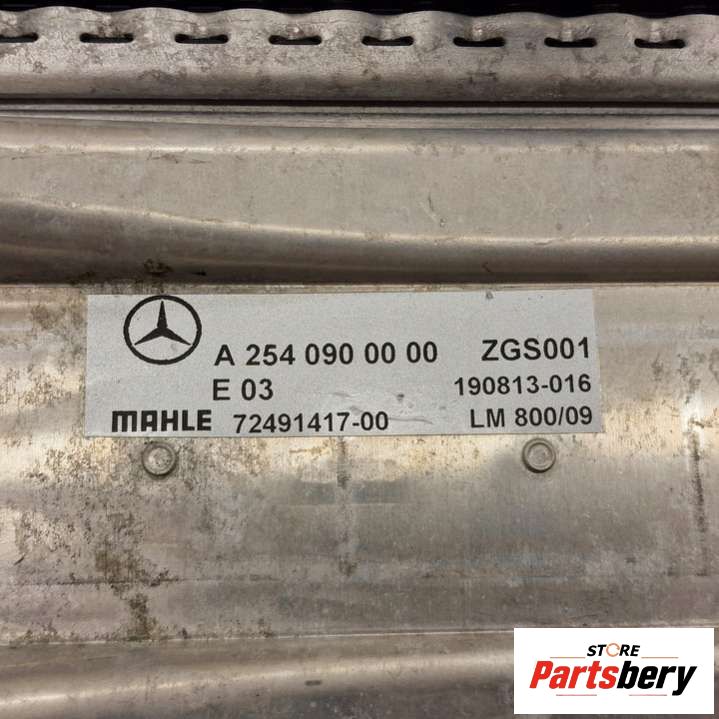 A 254 090 00 00 ZGS001
E 03 190813-016
MAHLE 72491417-00 LM 800/09
STORE
Partsbery